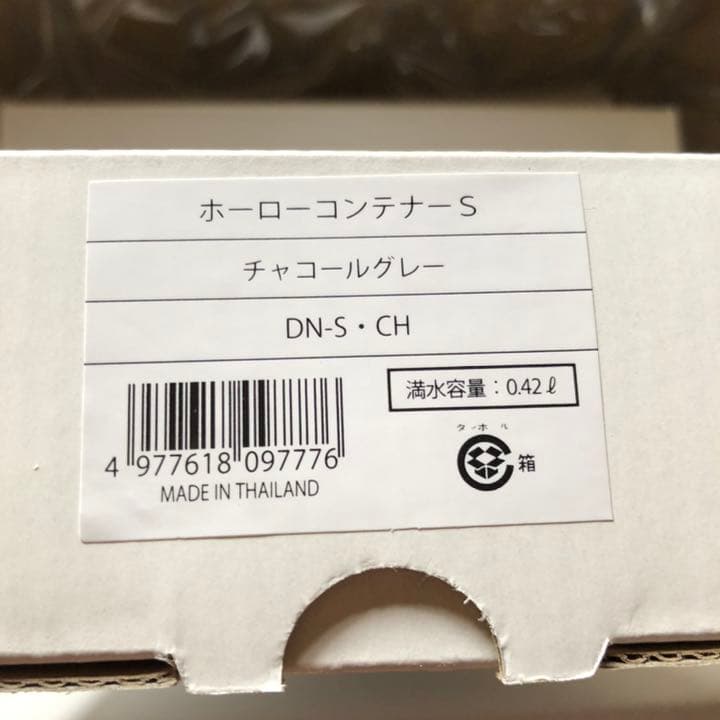 ホーローコンテナーS
チャコールグレー
DN-S・CH
満水容量：0.42ℓ
ダンボール
箱
4 977618 097776
MADE IN THAILAND